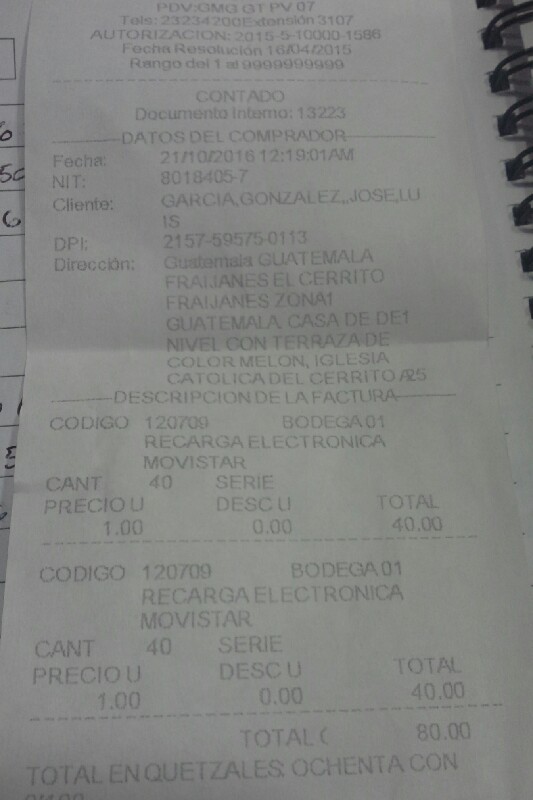 PDV:GMG GT PV 07
Tels: 23234200Extensión 3107
AUTORIZACION: 2015-5-10000-1586
Fecha Resolución 16/04/2015
Rango del 1 al 9999999999
CONTADO
Documento Interno: 13223
DATOS DEL COMPRADOR
Fecha: 21/10/2016 12:19:01AM
NIT: 8018405-7
Cliente: GARCIA,GONZALEZ,,JOSE,LU
IS
DPI: 2157-59575-0113
Dirección: Guatemala GUATEMALA
FRAIJANES EL CERRITO
FRAIJANES ZONA1
GUATEMALA. CASA DE DE1
NIVEL CON TERRAZA DE
COLOR MELON, IGLESIA
CATOLICA DEL CERRITO
DESCRIPCION DE LA FACTURA
CODIGO 120709 BODEGA 01
RECARGA ELECTRONICA
MOVISTAR
CANT 40 SERIE
PRECIO U DESC U TOTAL
1.00 0.00 40.00
CODIGO 120709 BODEGA 01
RECARGA ELECTRONICA
MOVISTAR
CANT 40 SERIE
PRECIO U DESC U TOTAL
1.00 0.00 40.00
TOTAL ( 80.00
TOTAL EN QUETZALES: OCHENTA CON